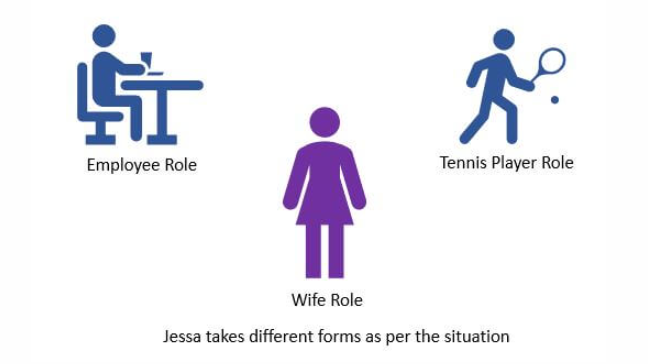 Employee Role
Tennis Player Role
Wife Role
Jessa takes different forms as per the situation